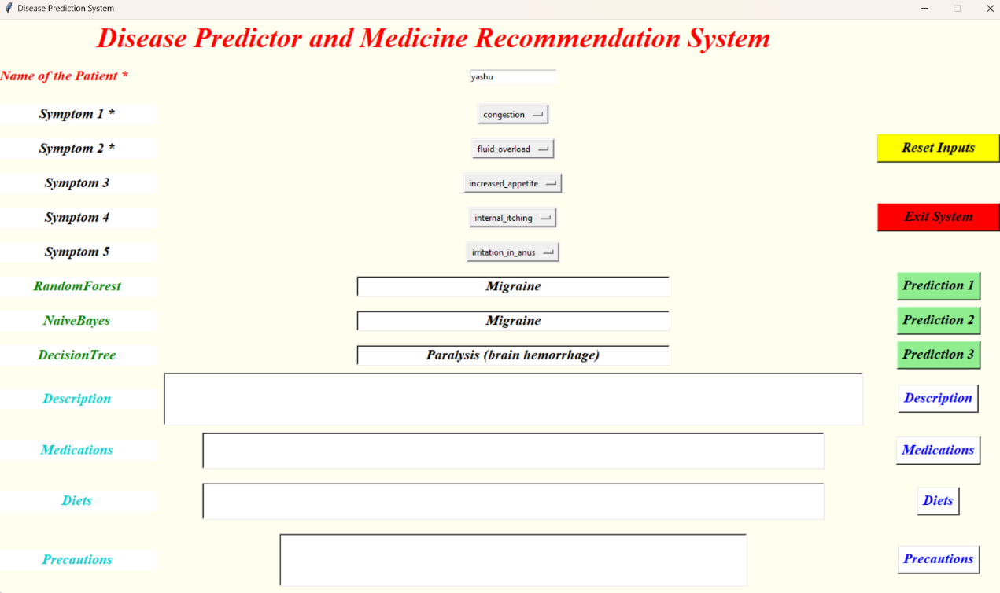 Disease Prediction System
Disease Predictor and Medicine Recommendation System
Name of the Patient * yashu
Symptom 1 * congestion
Symptom 2 * fluid_overload Reset Inputs
Symptom 3 increased_appetite
Symptom 4 internal_itching Exit System
Symptom 5 irritation_in_anus
RandomForest Migraine Prediction 1
NaiveBayes Migraine Prediction 2
DecisionTree Paralysis (brain hemorrhage) Prediction 3
Description Description
Medications Medications
Diets Diets
Precautions Precautions